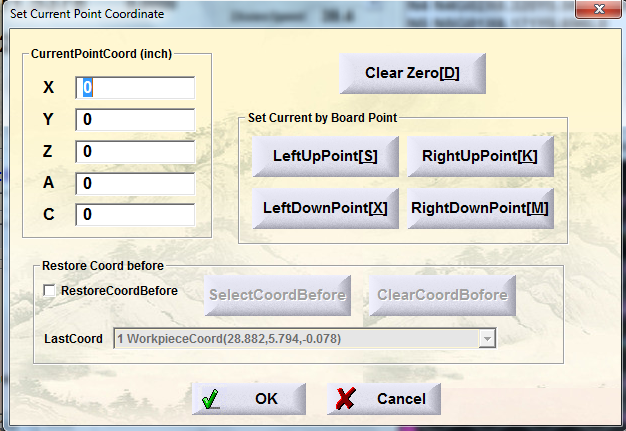 Set Current Point Coordinate
CurrentPointCoord (inch)
X 0
Y 0
Z 0
A 0
C 0
Clear Zero[D]
Set Current by Board Point
LeftUpPoint[S] RightUpPoint[K]
LeftDownPoint[X] RightDownPoint[M]
Restore Coord before
RestoreCoordBefore
SelectCoordBefore ClearCoordBofore
LastCoord 1 WorkpieceCoord(28.882,5.794,-0.078)
OK Cancel